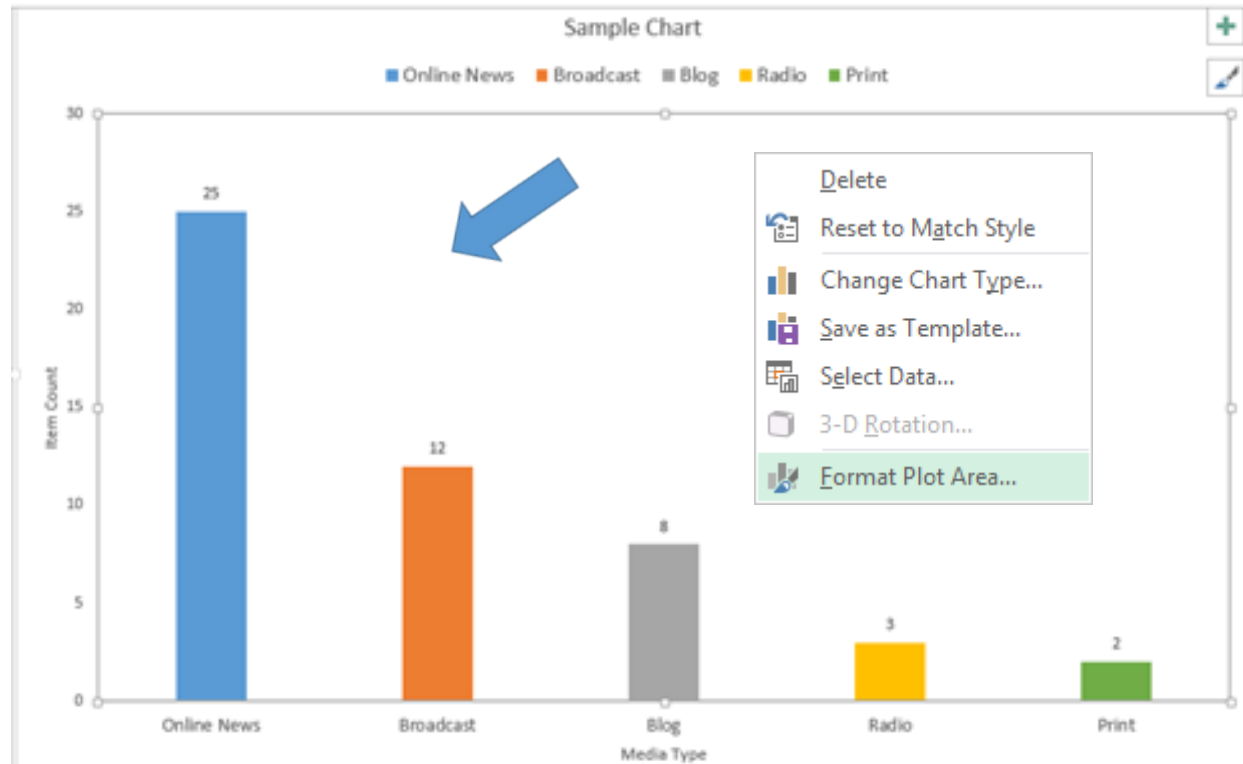 Sample Chart
Online News Broadcast Blog Radio Print
30
25
20
15
10
5
0
Item Count
25
12
8
3
2
Delete
Reset to Match Style
Change Chart Type...
Save as Template...
Select Data...
3-D Rotation...
Format Plot Area...
Online News Broadcast Blog Radio Print
Media Type